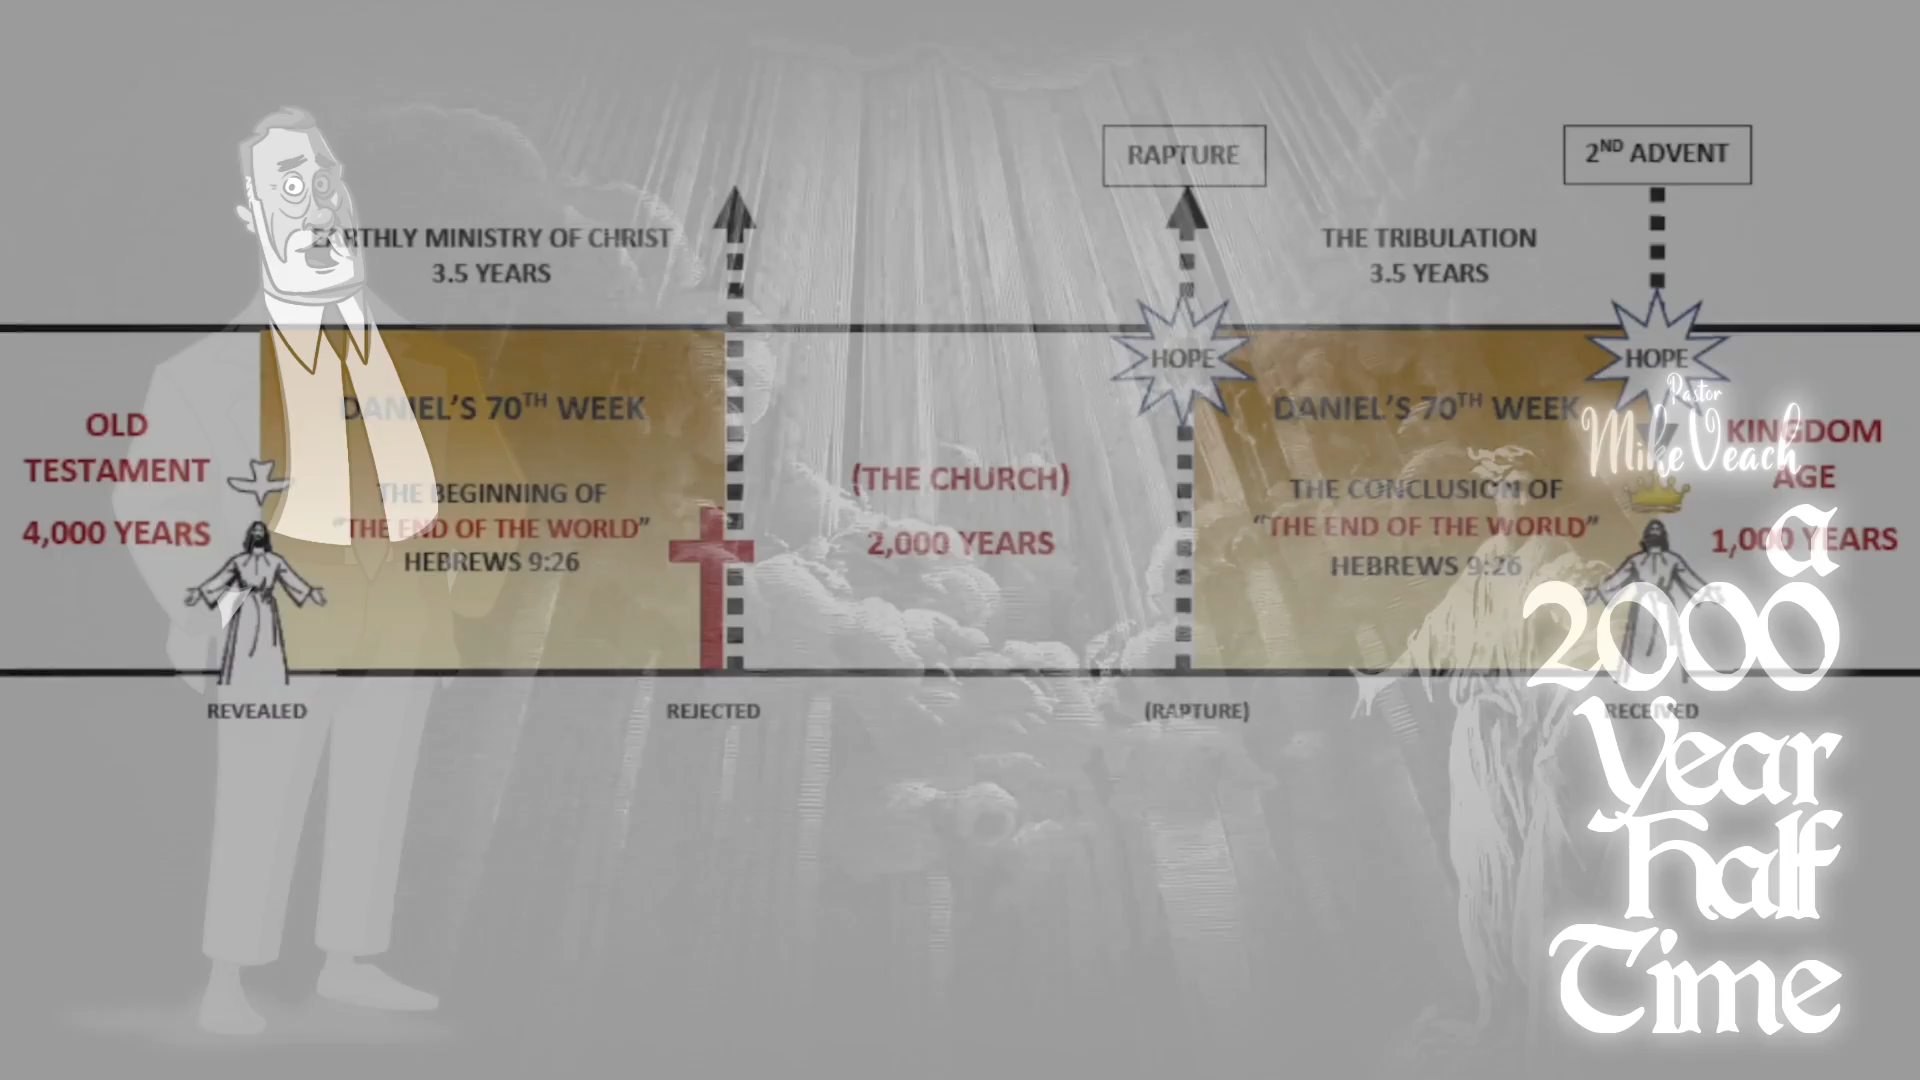 RAPTURE
2ND ADVENT
EARTHLY MINISTRY OF CHRIST
3.5 YEARS
THE TRIBULATION
3.5 YEARS
HOPE
HOPE
OLD
TESTAMENT
4,000 YEARS
DANIEL'S 70TH WEEK
THE BEGINNING OF
"THE END OF THE WORLD"
HEBREWS 9:26
(THE CHURCH)
2,000 YEARS
DANIEL'S 70TH WEEK
THE CONCLUSION OF
"THE END OF THE WORLD"
HEBREWS 9:26
KINGDOM
AGE
1,000 YEARS
REVEALED
REJECTED
(RAPTURE)
RECEIVED
Pastor
Mike Veach
a
2000
Year
Half
Time